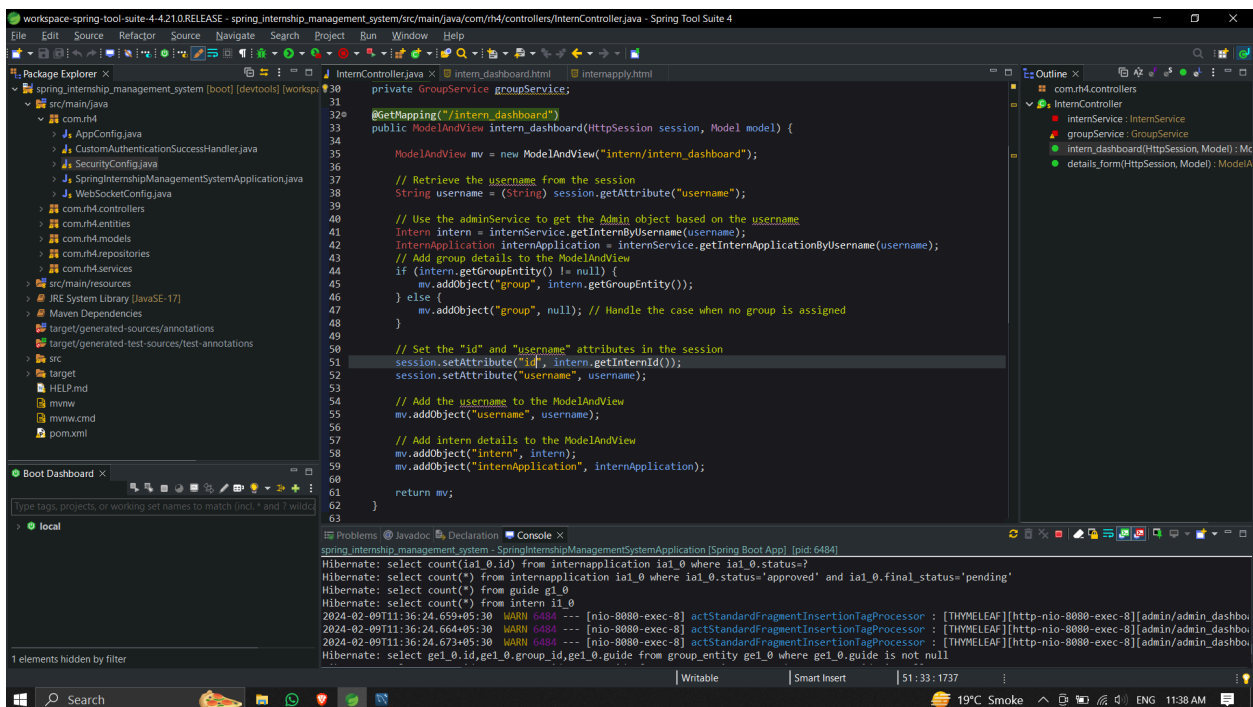 workspace-spring-tool-suite-4-4.21.0.RELEASE - spring_internship_management_system/src/main/java/com/rh4/controllers/InternController.java - Spring Tool Suite 4
File Edit Source Refactor Source Navigate Search Project Run Window Help
Package Explorer
spring_internship_management_system [boot] [devtools] [worksp
src/main/java
com.rh4
AppConfig.java
CustomAuthenticationSuccessHandler.java
SecurityConfig.java
SpringInternshipManagementSystemApplication.java
WebSocketConfig.java
com.rh4.controllers
com.rh4.entities
com.rh4.models
com.rh4.repositories
com.rh4.services
src/main/resources
JRE System Library [JavaSE-17]
Maven Dependencies
target/generated-sources/annotations
target/generated-test-sources/test-annotations
src
target
HELP.md
mvnw
mvnw.cmd
pom.xml
Boot Dashboard
Type tags, projects, or working set names to match (incl. * and ? wildca
local
1 elements hidden by filter
InternController.java intern_dashboard.html internapply.html
30 private GroupService groupService;
31
32 @GetMapping("/intern_dashboard")
33 public ModelAndView intern_dashboard(HttpSession session, Model model) {
34
35 ModelAndView mv = new ModelAndView("intern/intern_dashboard");
36
37 // Retrieve the username from the session
38 String username = (String) session.getAttribute("username");
39
40 // Use the adminService to get the Admin object based on the username
41 Intern intern = internService.getInternByUsername(username);
42 InternApplication internApplication = internService.getInternApplicationByUsername(username);
43 // Add group details to the ModelAndView
44 if (intern.getGroupEntity() != null) {
45 mv.addObject("group", intern.getGroupEntity());
46 } else {
47 mv.addObject("group", null); // Handle the case when no group is assigned
48 }
49
50 // Set the "id" and "username" attributes in the session
51 session.setAttribute("id", intern.getInternId());
52 session.setAttribute("username", username);
53
54 // Add the username to the ModelAndView
55 mv.addObject("username", username);
56
57 // Add intern details to the ModelAndView
58 mv.addObject("intern", intern);
59 mv.addObject("internApplication", internApplication);
60
61 return mv;
62 }
63
Outline
com.rh4.controllers
InternController
internService : InternService
groupService : GroupService
intern_dashboard(HttpSession, Model) : Mo
details_form(HttpSession, Model) : ModelA
Problems Javadoc Declaration Console
spring_internship_management_system - SpringInternshipManagementSystemApplication [Spring Boot App] [pid: 6484]
Hibernate: select count(ia1_0.id) from internapplication ia1_0 where ia1_0.status=?
Hibernate: select count(*) from internapplication ia1_0 where ia1_0.status='approved' and ia1_0.final_status='pending'
Hibernate: select count(*) from guide g1_0
Hibernate: select count(*) from intern i1_0
2024-02-09T11:36:24.659+05:30 WARN 6484 --- [nio-8080-exec-8] actStandardFragmentInsertionTagProcessor : [THYMELEAF][http-nio-8080-exec-8][admin/admin_dashbo
2024-02-09T11:36:24.664+05:30 WARN 6484 --- [nio-8080-exec-8] actStandardFragmentInsertionTagProcessor : [THYMELEAF][http-nio-8080-exec-8][admin/admin_dashbo
2024-02-09T11:36:24.673+05:30 WARN 6484 --- [nio-8080-exec-8] actStandardFragmentInsertionTagProcessor : [THYMELEAF][http-nio-8080-exec-8][admin/admin_dashbo
Hibernate: select ge1_0.id,ge1_0.group_id,ge1_0.guide from group_entity ge1_0 where ge1_0.guide is not null
Writable Smart Insert 51 : 33 : 1737
Search 19°C Smoke ENG 11:38 AM